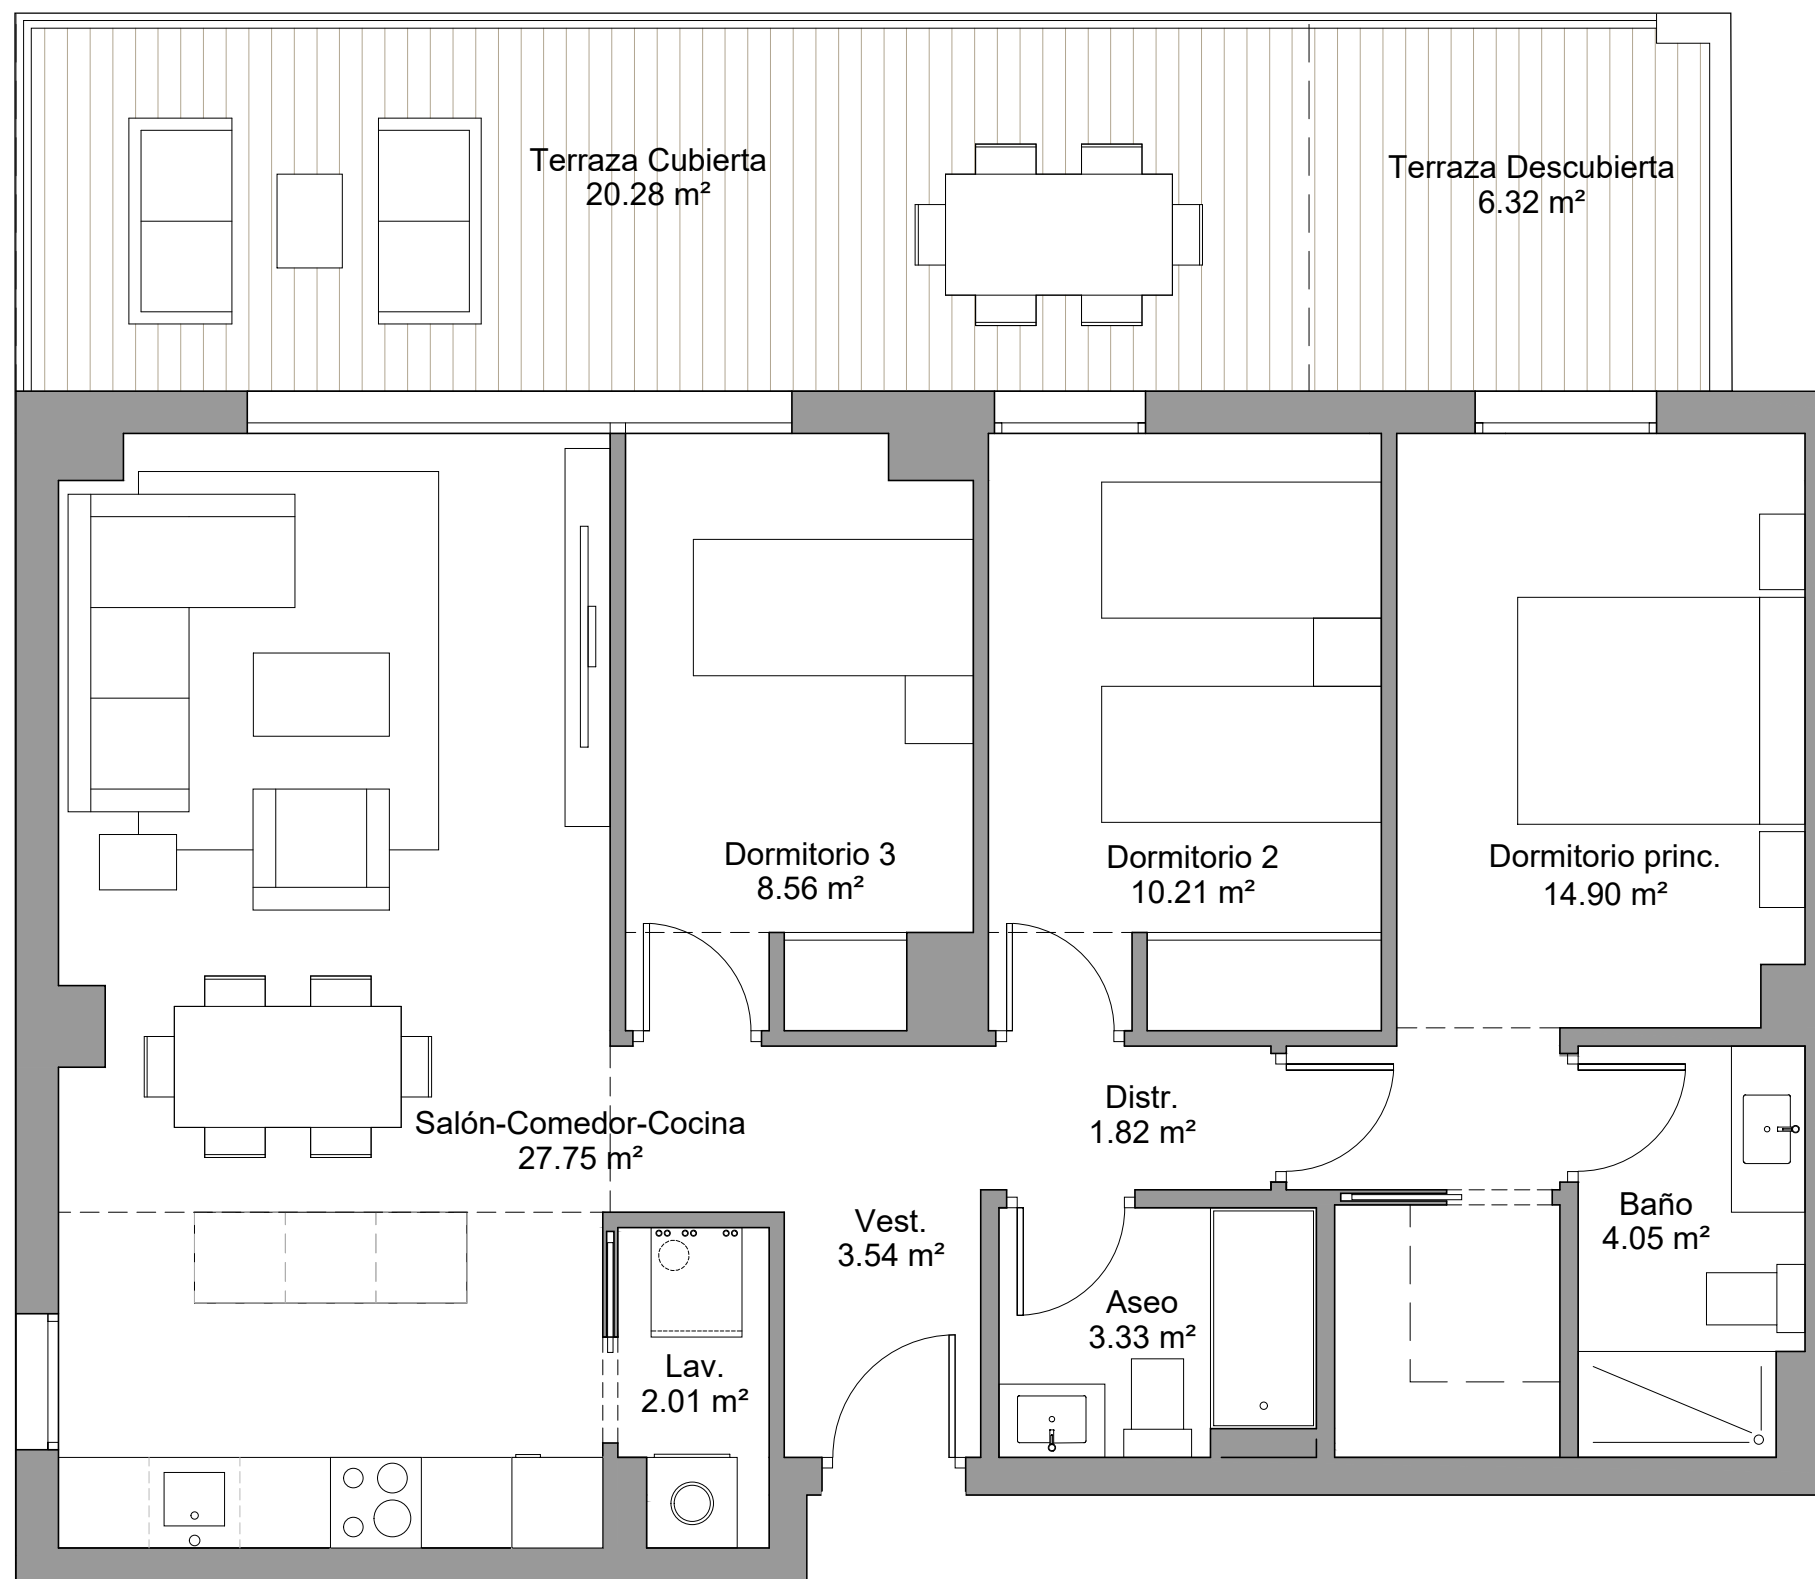 Terraza Cubierta
20.28 m²
Terraza Descubierta
6.32 m²
Dormitorio 3
8.56 m²
Dormitorio 2
10.21 m²
Dormitorio princ.
14.90 m²
Salón-Comedor-Cocina
27.75 m²
Distr.
1.82 m²
Vest.
3.54 m²
Baño
4.05 m²
Aseo
3.33 m²
Lav.
2.01 m²